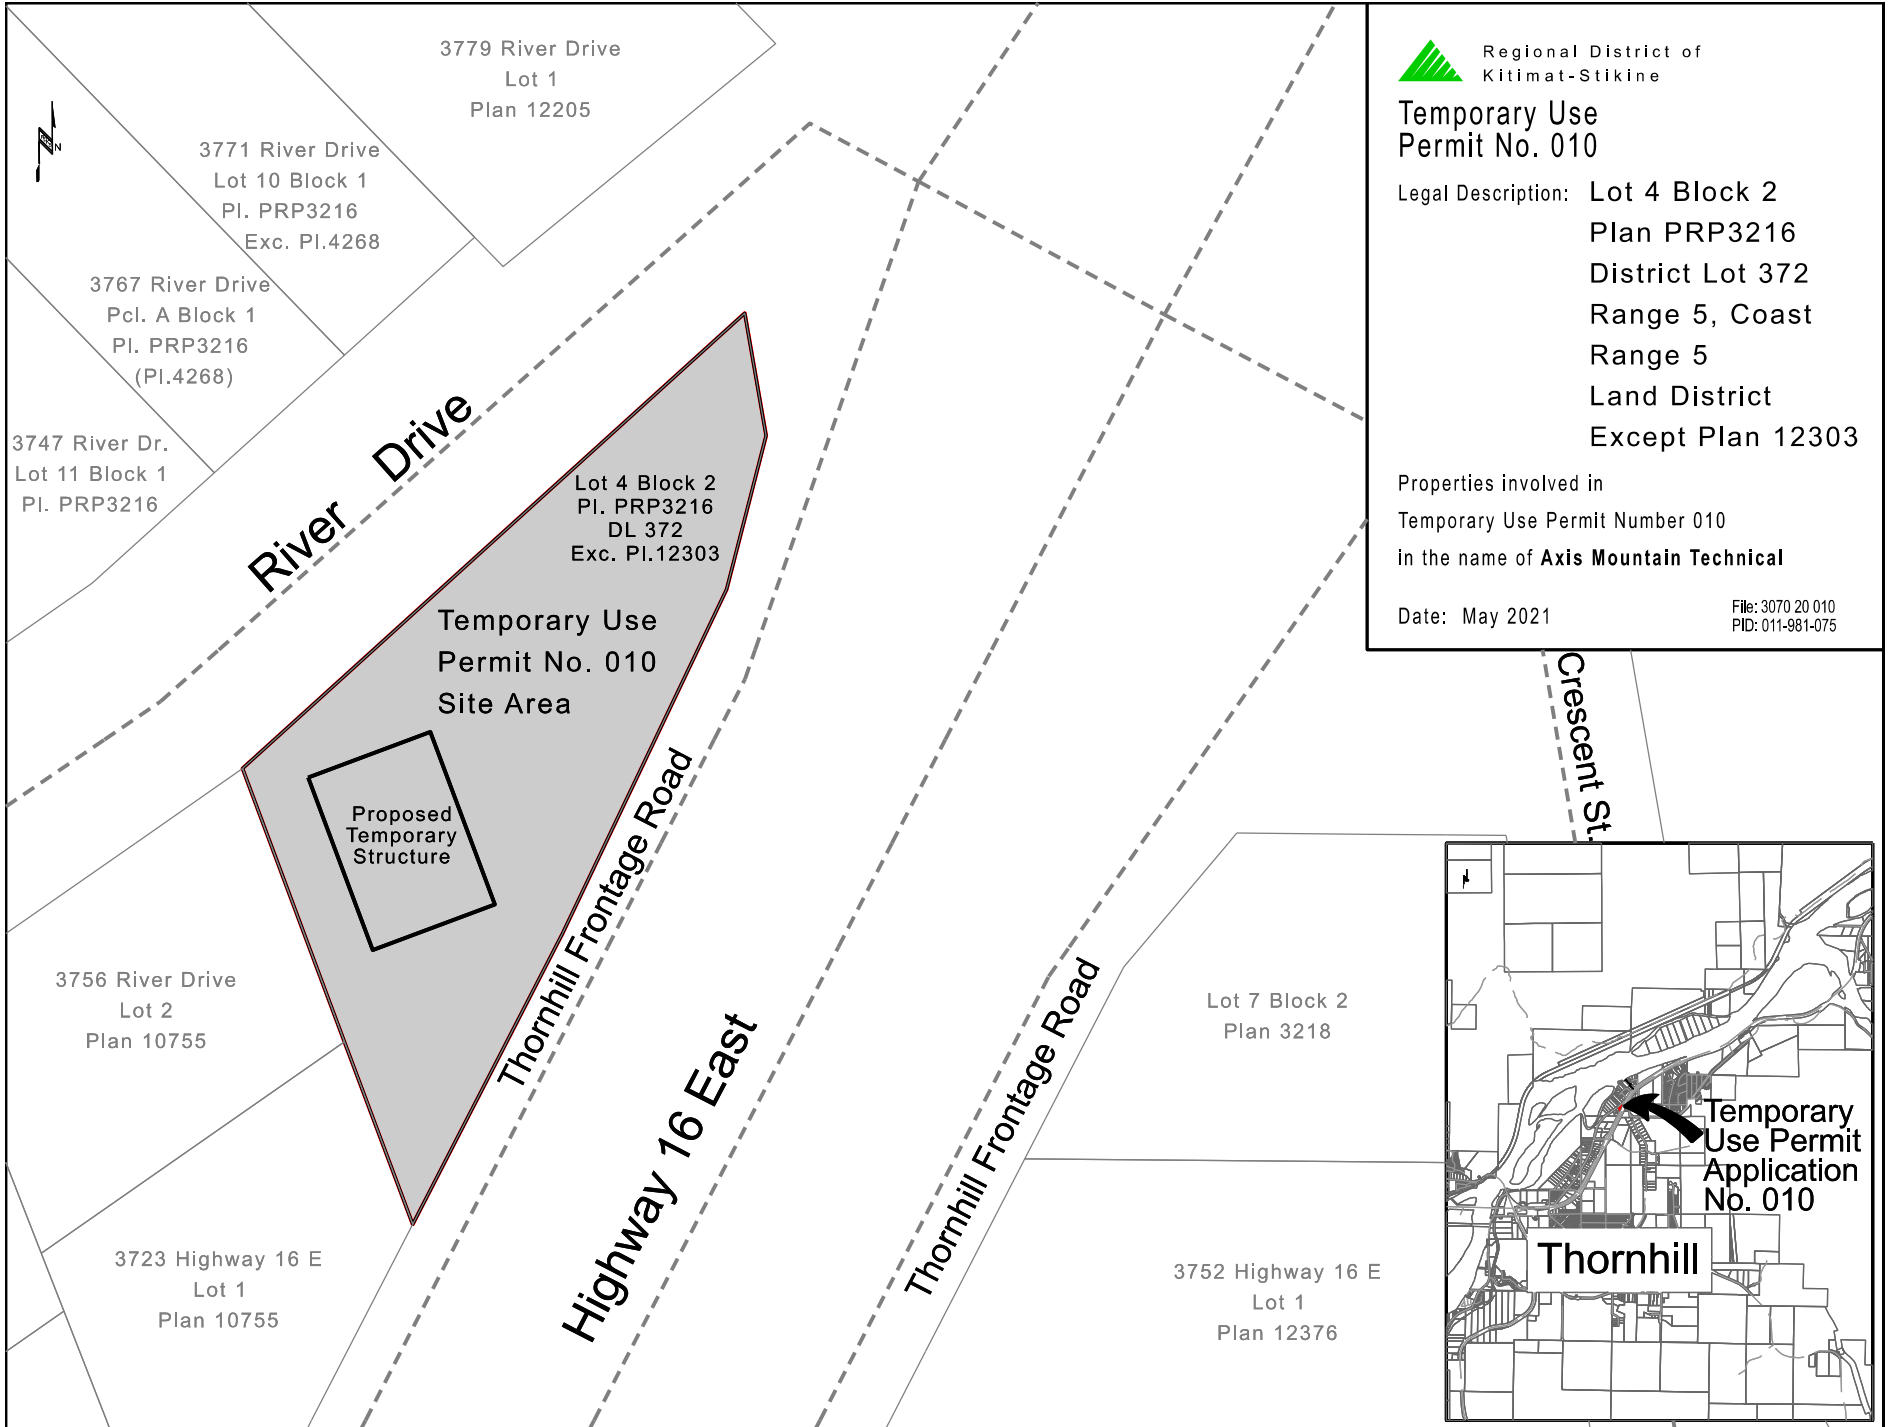 3779 River Drive
Lot 1
Plan 12205
3771 River Drive
Lot 10 Block 1
Pl. PRP3216
Exc. Pl.4268
3767 River Drive
Pcl. A Block 1
Pl. PRP3216
(Pl.4268)
3747 River Dr.
Lot 11 Block 1
Pl. PRP3216
N
River Drive
Lot 4 Block 2
Pl. PRP3216
DL 372
Exc. Pl.12303
Temporary Use
Permit No. 010
Site Area
Proposed
Temporary
Structure
3756 River Drive
Lot 2
Plan 10755
3723 Highway 16 E
Lot 1
Plan 10755
Thornhill Frontage Road
Highway 16 East
Thornhill Frontage Road
Lot 7 Block 2
Plan 3218
3752 Highway 16 E
Lot 1
Plan 12376
Crescent St.
Regional District of
Kitimat-Stikine
Temporary Use
Permit No. 010
Legal Description: Lot 4 Block 2
Plan PRP3216
District Lot 372
Range 5, Coast
Range 5
Land District
Except Plan 12303
Properties involved in
Temporary Use Permit Number 010
in the name of Axis Mountain Technical
Date: May 2021
File: 3070 20 010
PID: 011-981-075
Temporary
Use Permit
Application
No. 010
Thornhill